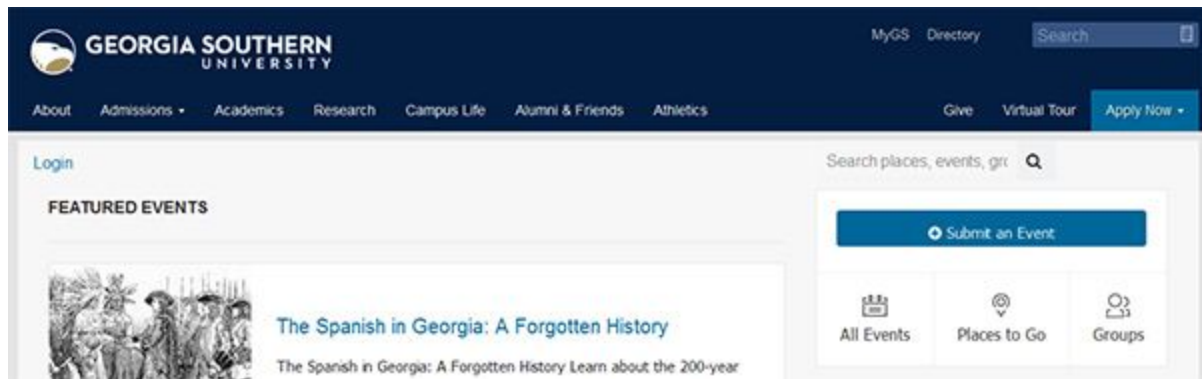 GEORGIA SOUTHERN
UNIVERSITY
MyGS Directory Search
About Admissions Academics Research Campus Life Alumni & Friends Athletics Give Virtual Tour Apply Now
Login
Search places, events, gr
FEATURED EVENTS
Submit an Event
All Events Places to Go Groups
The Spanish in Georgia: A Forgotten History
The Spanish in Georgia: A Forgotten History Learn about the 200-year